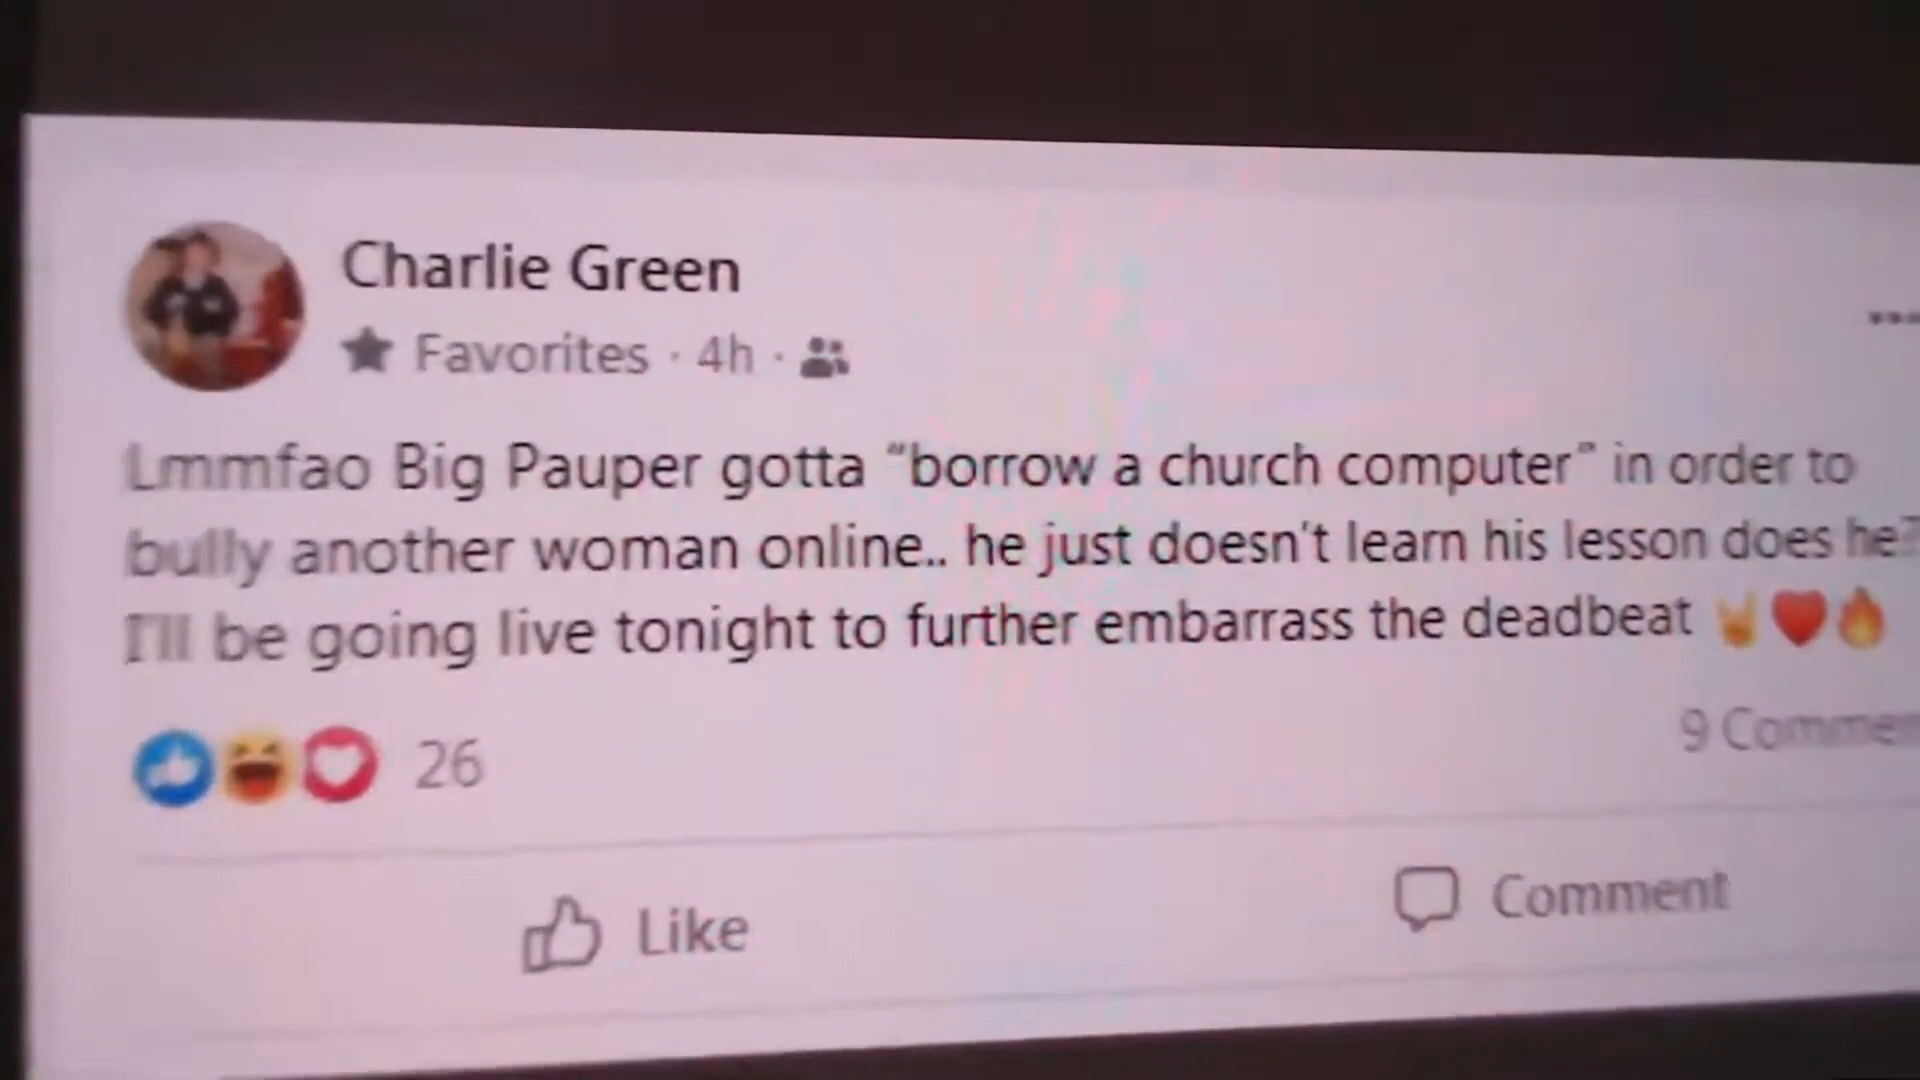 Charlie Green
Favorites · 4h ·
Lmmfao Big Pauper gotta “borrow a church computer” in order to
bully another woman online.. he just doesn't learn his lesson does he?
I'll be going live tonight to further embarrass the deadbeat 🤘❤️🔥
26
9
Like
Comment